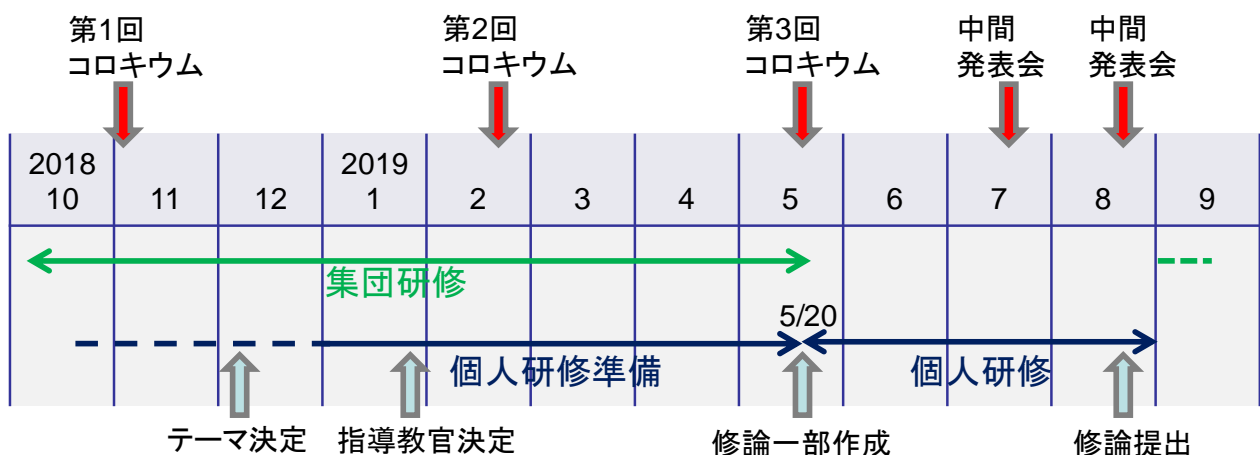 第1回
コロキウム
第2回
コロキウム
第3回
コロキウム
中間
発表会
中間
発表会
2018
10
11
12
2019
1
2
3
4
5
6
7
8
9
集団研修
5/20
個人研修準備
個人研修
テーマ決定
指導教官決定
修論一部作成
修論提出